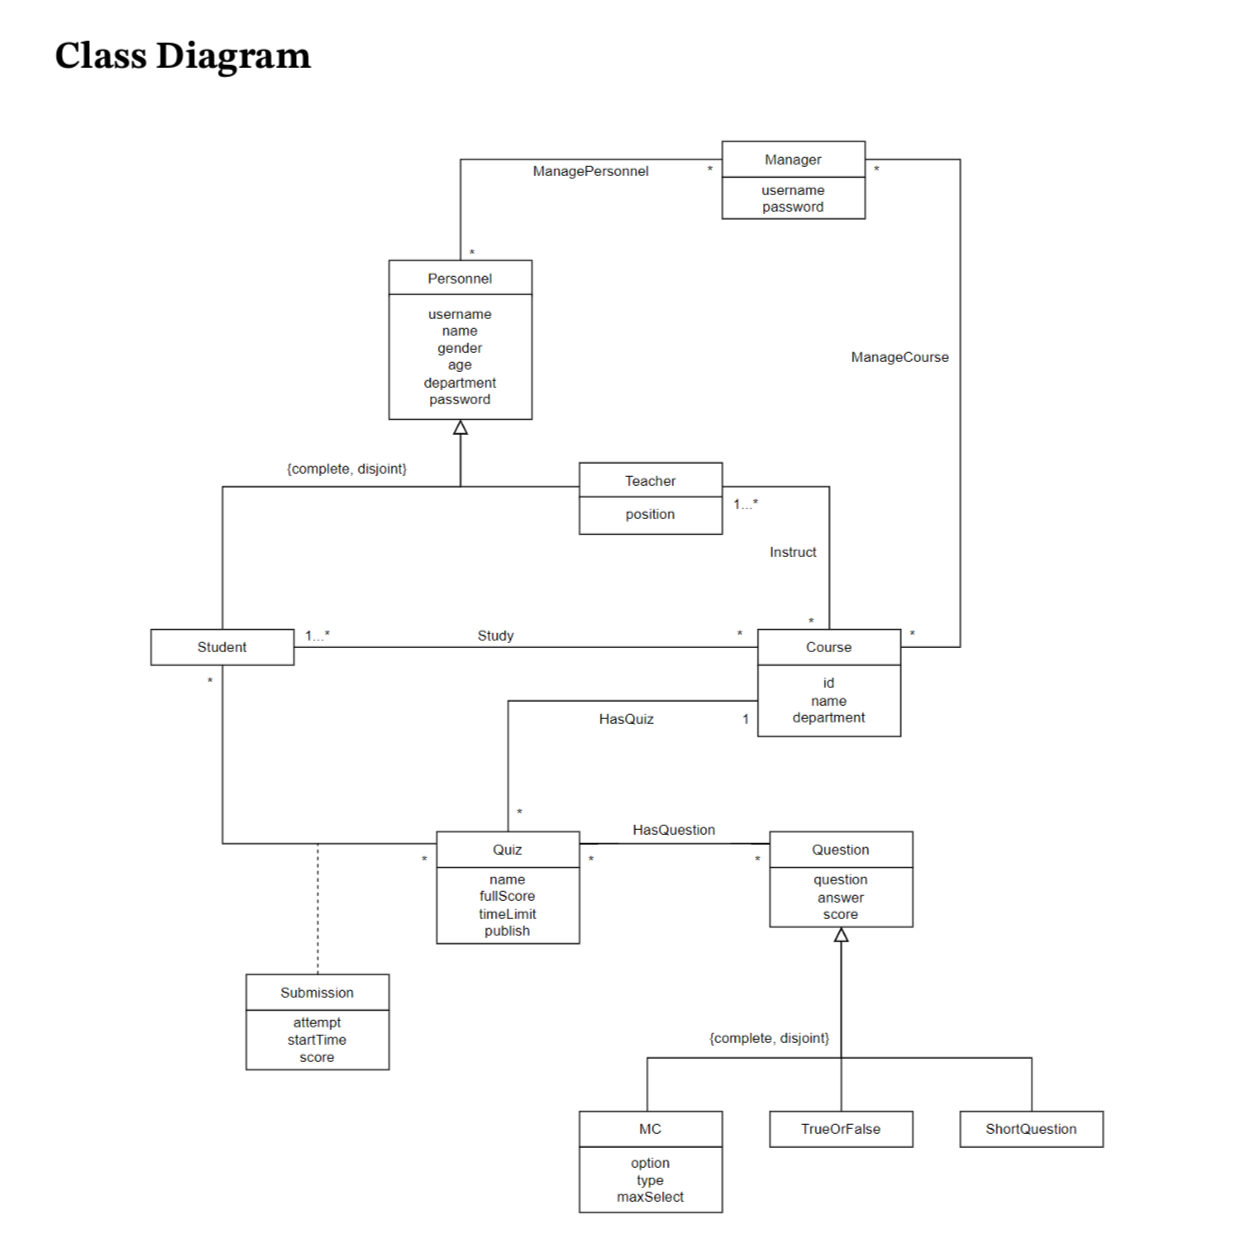 Class Diagram
Manager
ManagePersonnel
*
*
username
password
*
Personnel
username
name
gender
age
department
password
ManageCourse
{complete, disjoint}
Teacher
1...*
position
Instruct
*
Student
1...*
Study
*
Course
*
*
id
name
department
HasQuiz
1
*
HasQuestion
Quiz
*
*
*
Question
name
fullScore
timeLimit
publish
question
answer
score
Submission
attempt
startTime
score
{complete, disjoint}
MC
TrueOrFalse
ShortQuestion
option
type
maxSelect